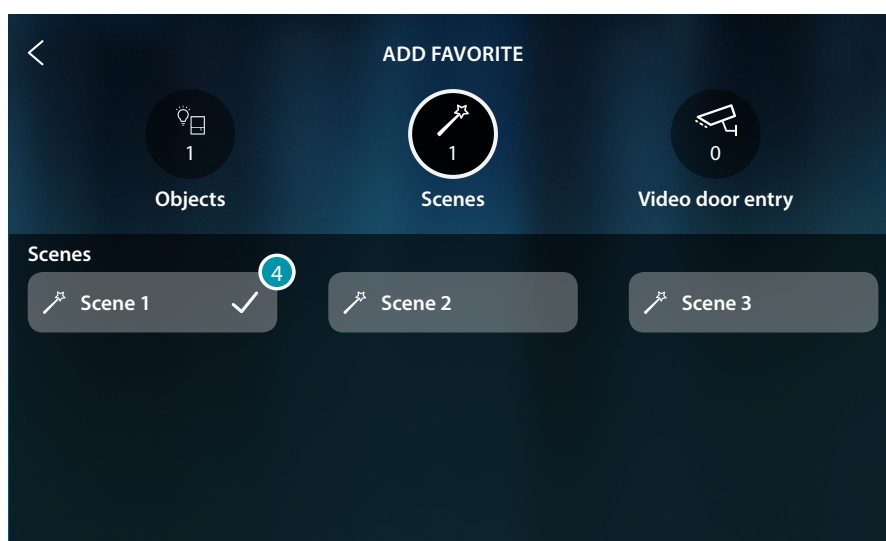 ADD FAVORITE
1
1
0
Objects
Scenes
Video door entry
Scenes
4
Scene 1
Scene 2
Scene 3